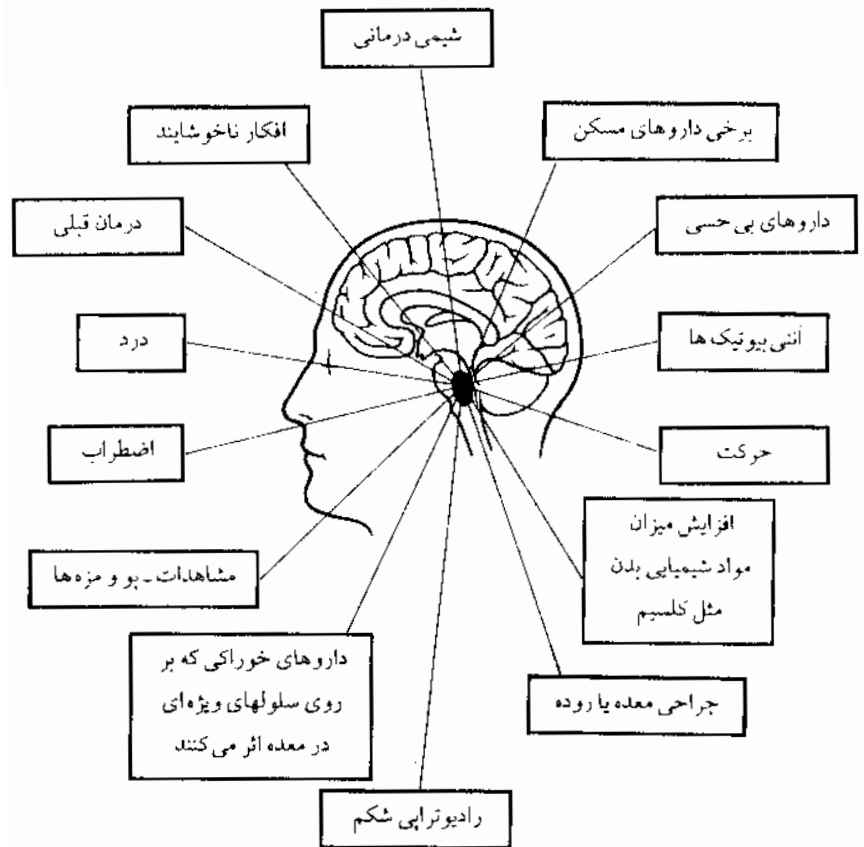 شیمی درمانی
افکار ناخوشایند
برخی داروهای مسکن
درمان قبلی
داروهای بی حسی
درد
آنتی بیوتیک ها
اضطراب
حرکت
افزایش میزان
مواد شیمیایی بدن
مثل کلسیم
مشاهدات - بو و مزه ها
داروهای خوراکی که بر
روی سلولهای ویژه ای
در معده اثر می کنند
جراحی معده یا روده
رادیوتراپی شکم